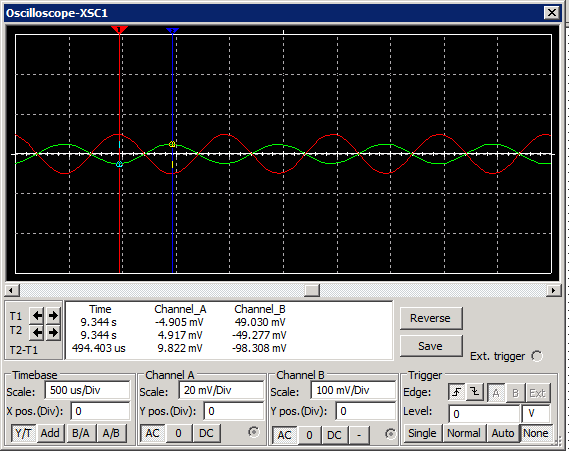 Oscilloscope-XSC1
1 2
T1
T2
T2-T1
Time Channel_A Channel_B
9.344 s -4.905 mV 49.030 mV
9.344 s 4.917 mV -49.277 mV
494.403 us 9.822 mV -98.308 mV
Reverse
Save
Ext. trigger
Timebase
Scale: 500 us/Div
X pos.(Div): 0
Y/T Add B/A A/B
Channel A
Scale: 20 mV/Div
Y pos.(Div): 0
AC 0 DC
Channel B
Scale: 100 mV/Div
Y pos.(Div): 0
AC 0 DC -
Trigger
Edge: A B Ext
Level: 0 V
Single Normal Auto None